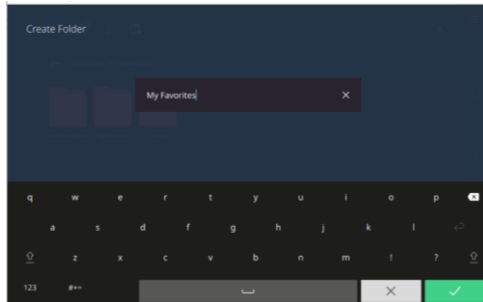 Create Folder
My Favorites
q w e r t y u i o p
a s d f g h j k l
z x c v b n m ! ?
123 #+=